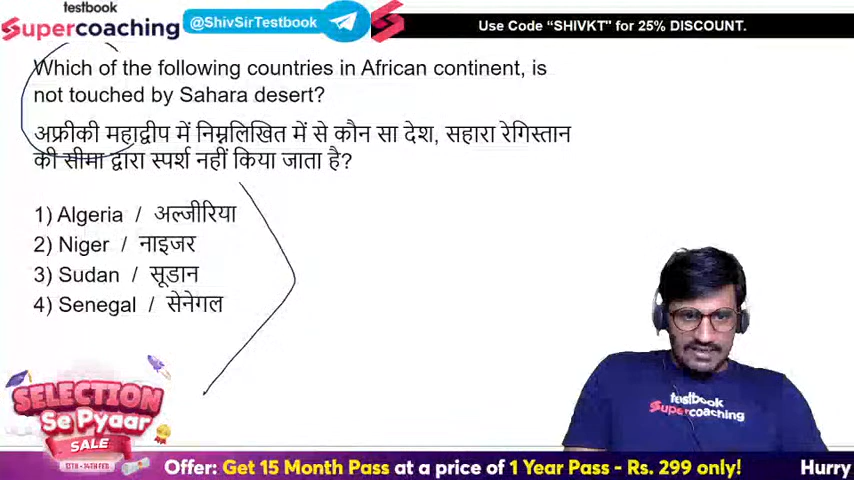 testbook
Supercoaching
@ShivSirTestbook
Use Code “SHIVKT" for 25% DISCOUNT.
Which of the following countries in African continent, is
not touched by Sahara desert?
अफ्रीकी महाद्वीप में निम्नलिखित में से कौन सा देश, सहारा रेगिस्तान
की सीमा द्वारा स्पर्श नहीं किया जाता है?
1) Algeria / अल्जीरिया
2) Niger / नाइजर
3) Sudan / सूडान
4) Senegal / सेनेगल
testbook
Supercoaching
SELECTION
Se Pyaar
SALE
12TH - 14TH FEB
Offer: Get 15 Month Pass at a price of 1 Year Pass - Rs. 299 only!
Hurry